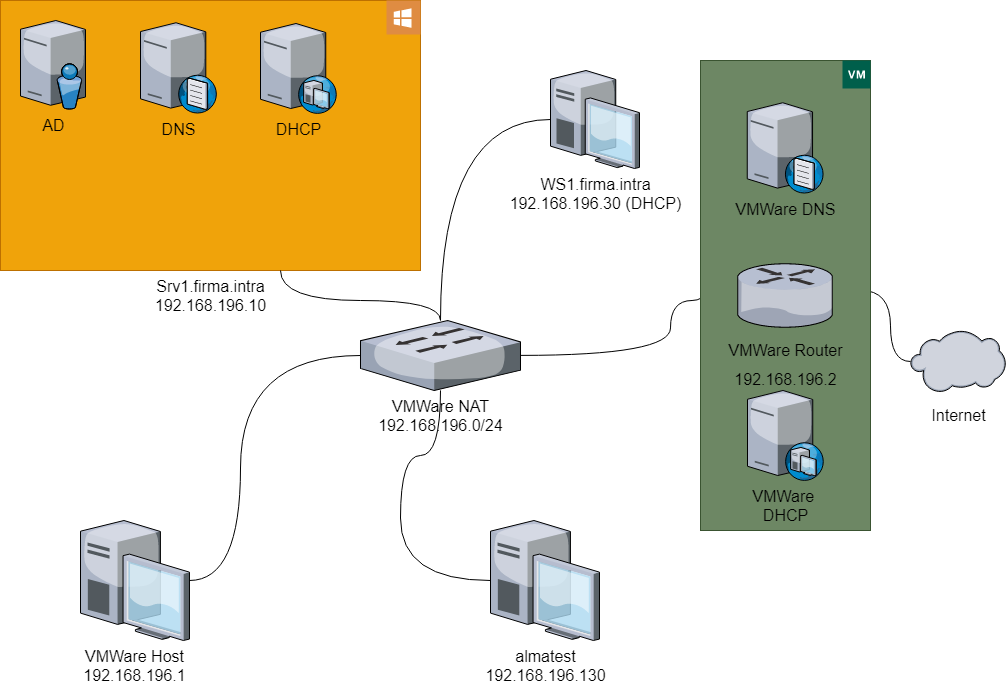 AD
DNS
DHCP
WS1.firma.intra
192.168.196.30 (DHCP)
VM
VMWare DNS
Srv1.firma.intra
192.168.196.10
VMWare Router
192.168.196.2
VMWare NAT
192.168.196.0/24
Internet
VMWare
DHCP
VMWare Host
192.168.196.1
almatest
192.168.196.130